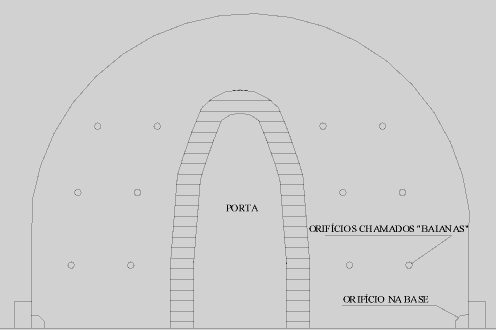 PORTA
ORIFÍCIOS CHAMADOS "BAIANAS"
ORIFÍCIO NA BASE